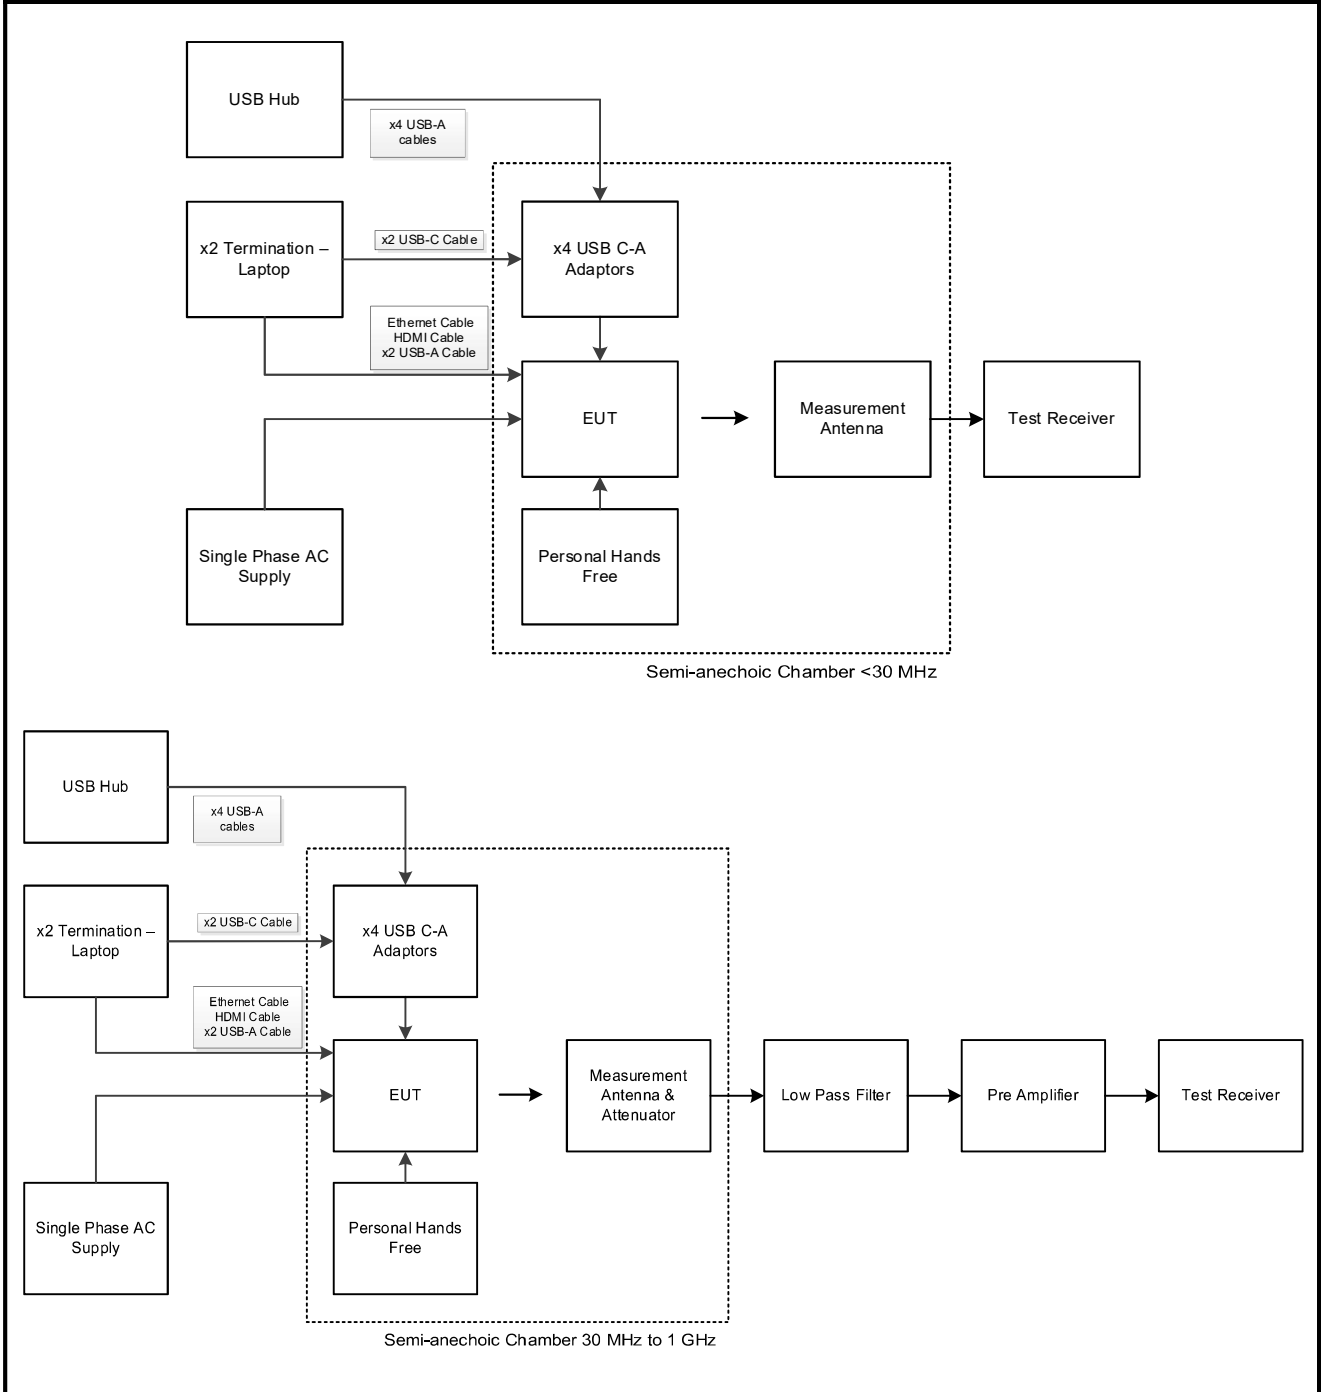 USB Hub
x4 USB-A
cables
x2 Termination –
Laptop
x2 USB-C Cable
x4 USB C-A
Adaptors
Ethernet Cable
HDMI Cable
x2 USB-A Cable
EUT
Measurement
Antenna
Test Receiver
Single Phase AC
Supply
Personal Hands
Free
Semi-anechoic Chamber <30 MHz
USB Hub
x4 USB-A
cables
x2 Termination –
Laptop
x2 USB-C Cable
x4 USB C-A
Adaptors
Ethernet Cable
HDMI Cable
x2 USB-A Cable
EUT
Measurement
Antenna &
Attenuator
Low Pass Filter
Pre Amplifier
Test Receiver
Single Phase AC
Supply
Personal Hands
Free
Semi-anechoic Chamber 30 MHz to 1 GHz